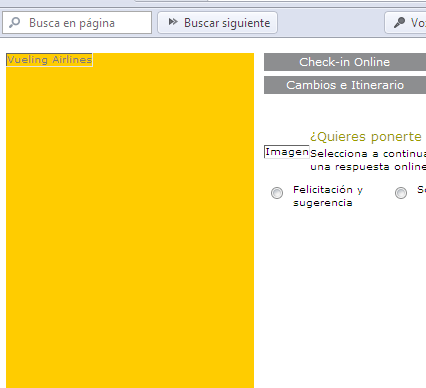 Busca en página
Buscar siguiente
Vueling Airlines
Check-in Online
Cambios e Itinerario
¿Quieres ponerte
Imagen
Selecciona a continua
una respuesta online
Felicitación y
sugerencia